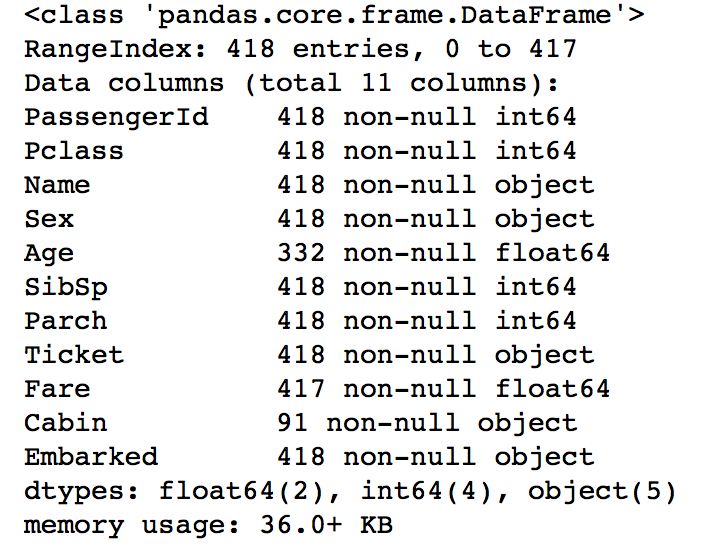 <class 'pandas.core.frame.DataFrame'>
RangeIndex: 418 entries, 0 to 417
Data columns (total 11 columns):
PassengerId    418 non-null int64
Pclass         418 non-null int64
Name           418 non-null object
Sex            418 non-null object
Age            332 non-null float64
SibSp          418 non-null int64
Parch          418 non-null int64
Ticket         418 non-null object
Fare           417 non-null float64
Cabin          91 non-null object
Embarked       418 non-null object
dtypes: float64(2), int64(4), object(5)
memory usage: 36.0+ KB